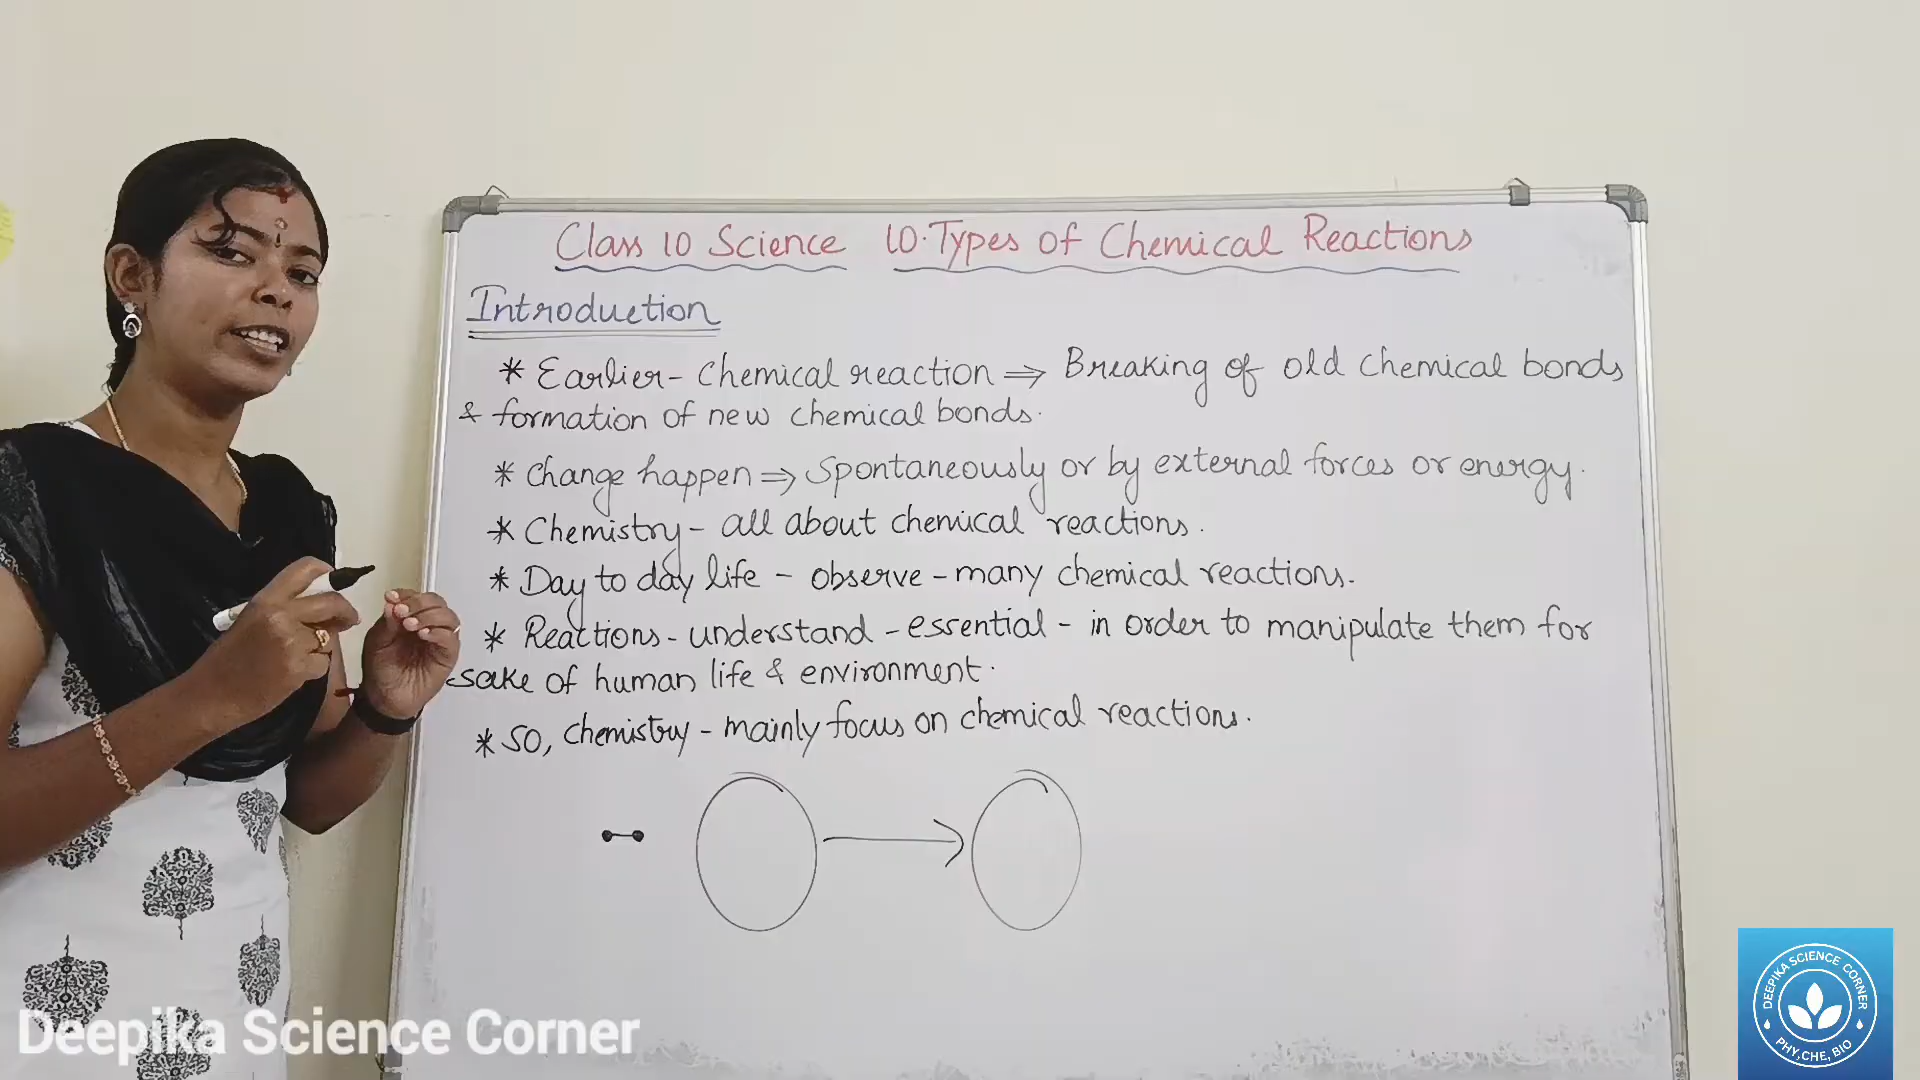 Class 10 Science 10. Types of Chemical Reactions
Introduction
* Earlier - Chemical reaction ⇒ Breaking of old chemical bonds
& formation of new chemical bonds.
* Change happen ⇒ Spontaneously or by external forces or energy.
* Chemistry - all about chemical reactions.
* Day to day life - observe - many chemical reactions.
* Reactions - understand - essential - in order to manipulate them for
sake of human life & environment.
* SO, Chemistry - mainly focus on chemical reactions.
Deepika Science Corner
DEEPIKA SCIENCE CORNER
PHY, CHE, BIO